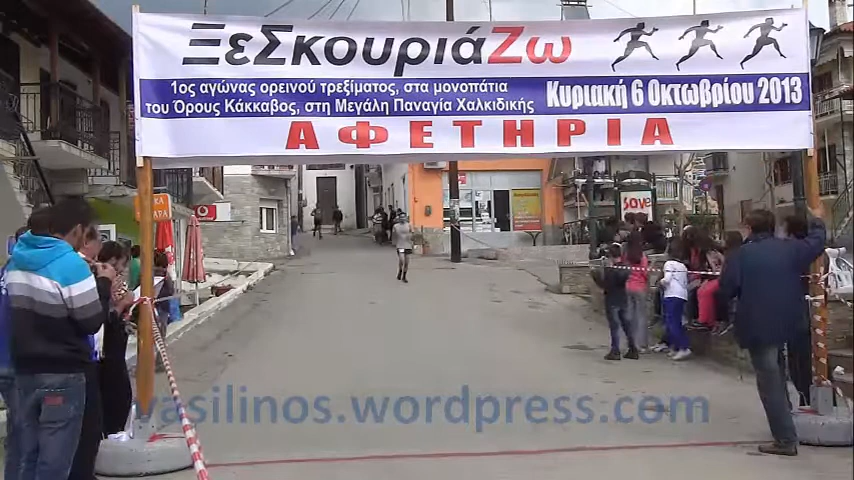 ΞεΣΚουριάΖω
1ος αγώνας ορεινού τρεξίματος, στα μονοπάτια
του Όρους Κάκκαβος, στη Μεγάλη Παναγία Χαλκιδικής
Κυριακή 6 Οκτωβρίου 2013
ΑΦΕΤΗΡΙΑ
SAVE
vasilinos.wordpress.com